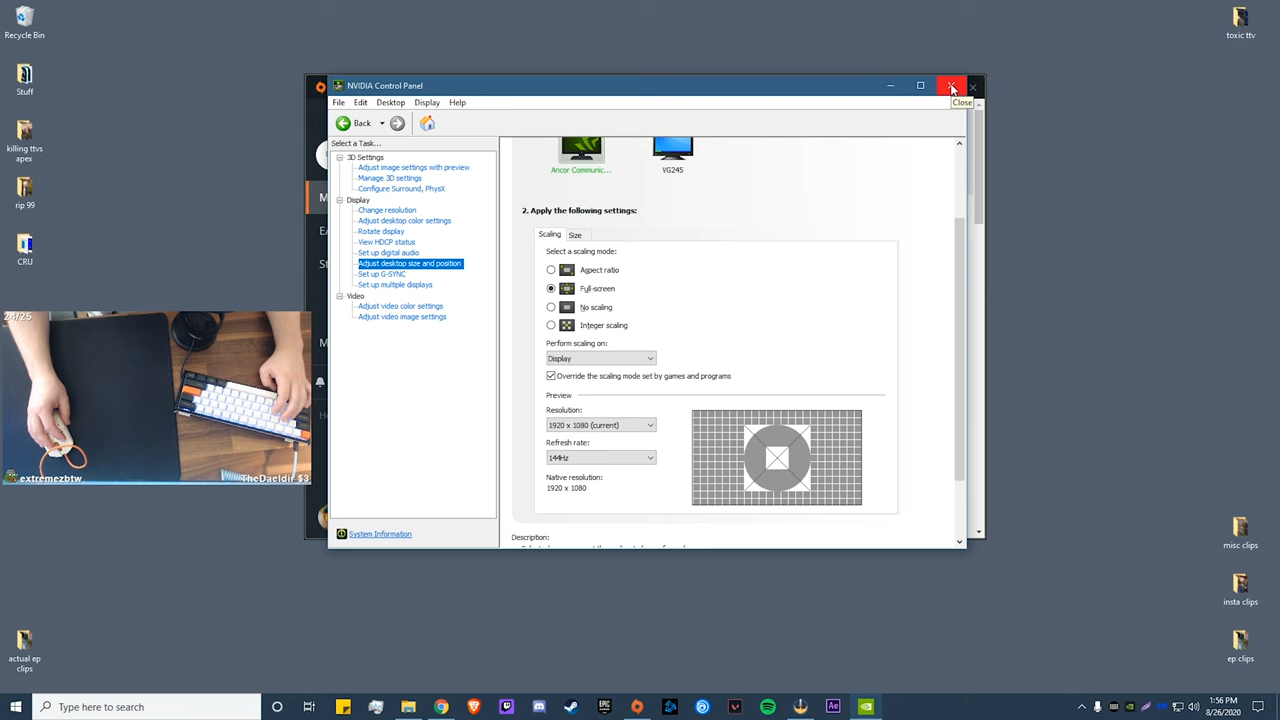 Recycle Bin
Stuff
killing ttvs
apex
rip 99
CRU
actual ep
clips
toxic ttv
misc clips
insta clips
ep clips
24/25
extremezbtw
TheDaeldir $3
NVIDIA Control Panel
Close
File Edit Desktop Display Help
Back
Select a Task...
3D Settings
Adjust image settings with preview
Manage 3D settings
Configure Surround, PhysX
Display
Change resolution
Adjust desktop color settings
Rotate display
View HDCP status
Set up digital audio
Adjust desktop size and position
Set up G-SYNC
Set up multiple displays
Video
Adjust video color settings
Adjust video image settings
System Information
Ancor Communic...
VG245
2. Apply the following settings:
Scaling Size
Select a scaling mode:
Aspect ratio
Full-screen
No scaling
Integer scaling
Perform scaling on:
Display
Override the scaling mode set by games and programs
Preview
Resolution:
1920 x 1080 (current)
Refresh rate:
144Hz
Native resolution:
1920 x 1080
Description:
Type here to search
Ae
1:56 PM
8/26/2020